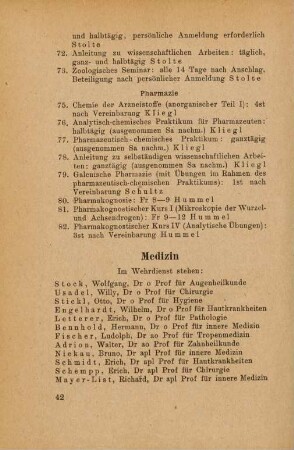 und halbtägig, persönliche Anmeldung erforderlich
Stolte
72. Anleitung zu wissenschaftlichen Arbeiten: täglich,
ganz- und halbtägig Stolte
73. Zoologisches Seminar: alle 14 Tage nach Anschlag,
Beteiligung nach persönlicher Anmeldung Stolte
Pharmazie
75. Chemie der Arzneistoffe (anorganischer Teil I): 4st
nach Vereinbarung Kliegl
76. Analytisch-chemisches Praktikum für Pharmazeuten:
halbtägig (ausgenommen Sa nachm.) Kliegl
77. Pharmazeutisch-chemisches Praktikum: ganztägig
(ausgenommen Sa nachm.) Kliegl
78. Anleitung zu selbständigen wissenschaftlichen Arbei-
ten: ganztägig (ausgenommen Sa nachm.) Kliegl
79. Galenische Pharmazie (mit Übungen im Rahmen des
pharmazeutisch-chemischen Praktikums): 1st nach
Vereinbarung Schultz
80. Pharmakognosie: Fr 8—9 Hummel
81. Pharmakognostischer Kurs I (Mikroskopie der Wurzel-
und Achsendrogen): Fr 9—12 Hummel
82. Pharmakognostischer Kurs IV (Analytische Übungen):
3st nach Vereinbarung Hummel
Medizin
Im Wehrdienst stehen:
Stock, Wolfgang, Dr o Prof für Augenheilkunde
Usadel, Willy, Dr o Prof für Chirurgie
Stickl, Otto, Dr o Prof für Hygiene
Engelhardt, Wilhelm, Dr o Prof für Hautkrankheiten
Letterer, Erich, Dr o Prof für Pathologie
Bennhold, Hermann, Dr o Prof für innere Medizin
Fischer, Ludolph, Dr ao Prof für Tropenmedizin
Adrion, Walter, Dr ao Prof für Zahnheilkunde
Niekau, Bruno, Dr apl Prof für innere Medizin
Schmidt, Erich, Dr apl Prof für Hautkrankheiten
Schempp, Erich, Dr apl Prof für Chirurgie
Mayer-List, Richard, Dr apl Prof für innere Medizin
42